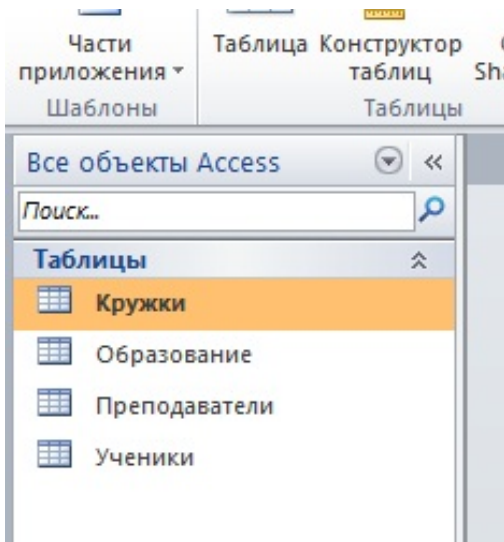 Части
приложения
Шаблоны
Таблица
Конструктор
таблиц
Таблицы
Все объекты Access
Поиск...
Таблицы
Кружки
Образование
Преподаватели
Ученики